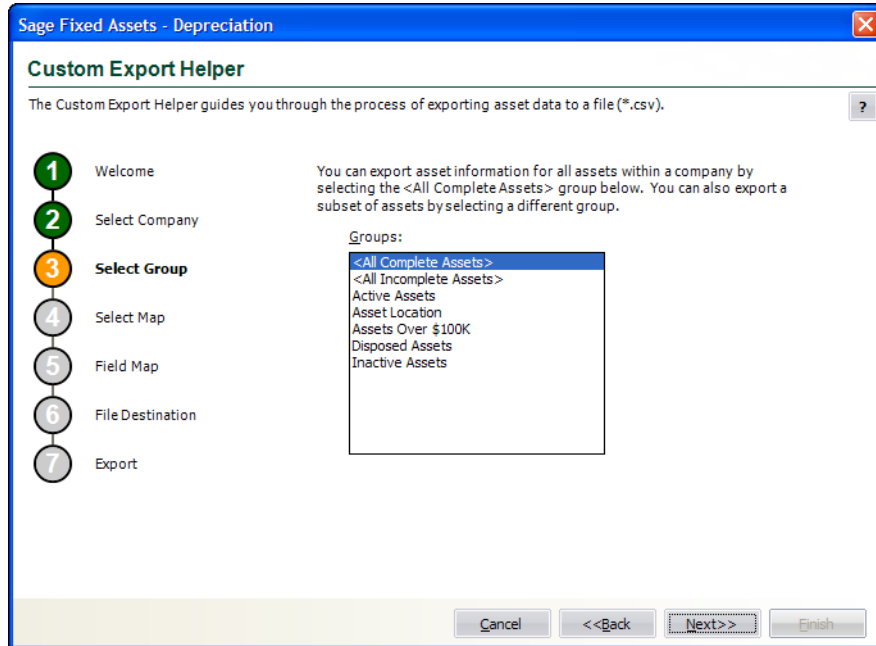 Sage Fixed Assets - Depreciation
Custom Export Helper
The Custom Export Helper guides you through the process of exporting asset data to a file (*.csv).
?
1 Welcome
2 Select Company
3 Select Group
4 Select Map
5 Field Map
6 File Destination
7 Export
You can export asset information for all assets within a company by
selecting the <All Complete Assets> group below. You can also export a
subset of assets by selecting a different group.
Groups:
<All Complete Assets>
<All Incomplete Assets>
Active Assets
Asset Location
Assets Over $100K
Disposed Assets
Inactive Assets
Cancel
<<Back
Next>>
Finish